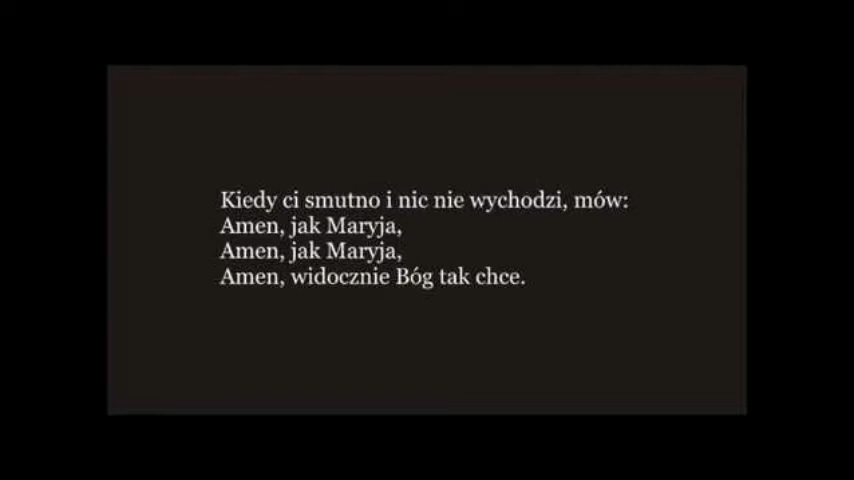 Kiedy ci smutno i nic nie wychodzi, mów:
Amen, jak Maryja,
Amen, jak Maryja,
Amen, widocznie Bóg tak chce.